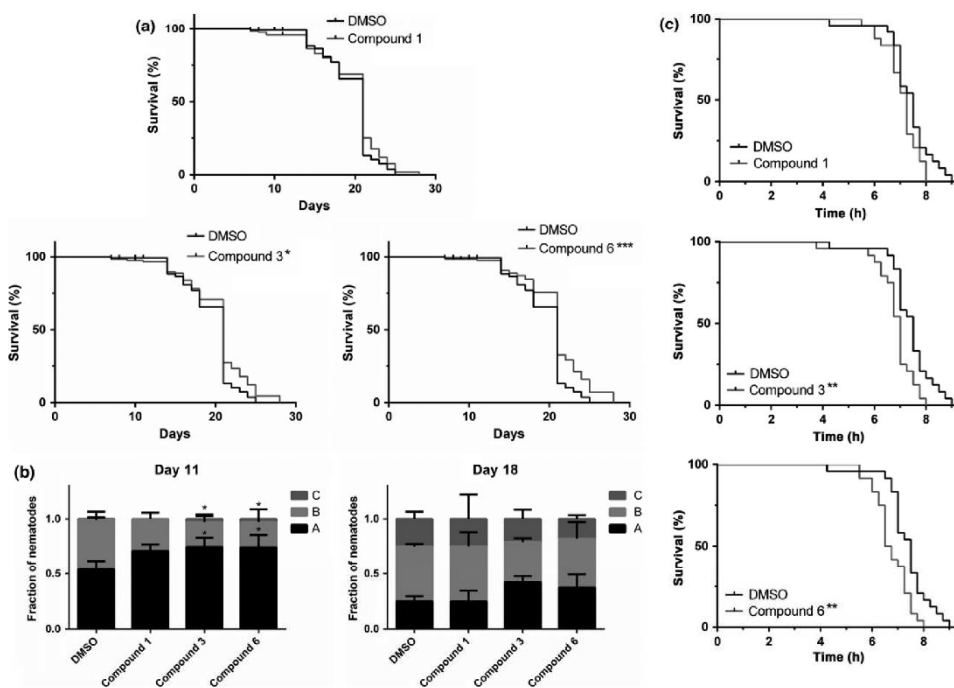 (a)
DMSO
Compound 1
Survival (%)
100
50
0
0
10
20
30
Days
DMSO
Compound 3 *
Survival (%)
100
50
0
0
10
20
30
Days
DMSO
Compound 6 ***
Survival (%)
100
50
0
0
10
20
30
Days
(b)
Day 11
Fraction of nematodes
1.0
0.5
0.0
* *
* *
C
B
A
DMSO
Compound 1
Compound 3
Compound 6
Day 18
Fraction of nematodes
1.0
0.5
0.0
C
B
A
DMSO
Compound 1
Compound 3
Compound 6
(c)
Survival (%)
100
50
0
DMSO
Compound 1
0 2 4 6 8
Time (h)
Survival (%)
100
50
0
DMSO
Compound 3 **
0 2 4 6 8
Time (h)
Survival (%)
100
50
0
DMSO
Compound 6 **
0 2 4 6 8
Time (h)